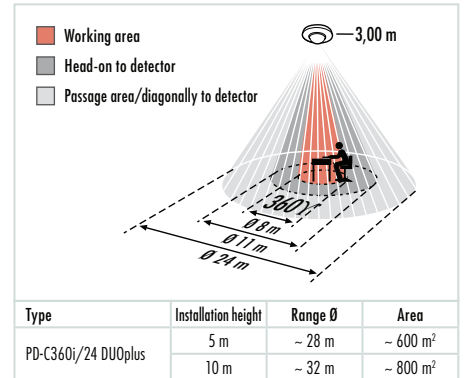 Working area
Head-on to detector
Passage area/diagonally to detector
3,00 m
360°
Ø 8 m
Ø 11 m
Ø 24 m
Type Installation height Range Ø Area
PD-C360i/24 DUOplus
5 m ~ 28 m ~ 600 m²
10 m ~ 32 m ~ 800 m²